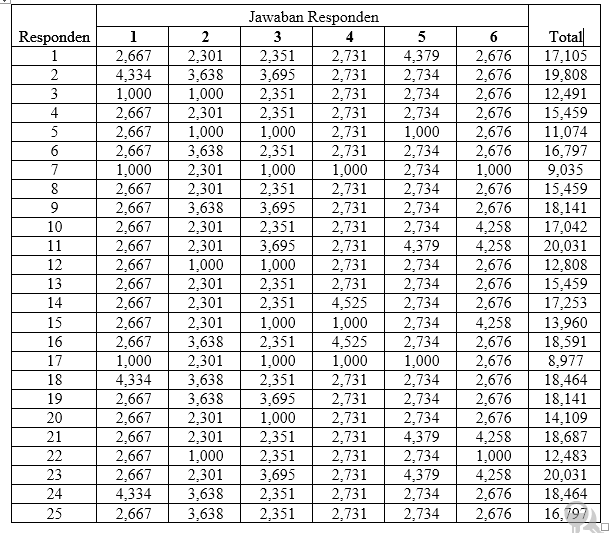 Jawaban Responden
Responden 1 2 3 4 5 6 Total
1 2,667 2,301 2,351 2,731 4,379 2,676 17,105
2 4,334 3,638 3,695 2,731 2,734 2,676 19,808
3 1,000 1,000 2,351 2,731 2,734 2,676 12,491
4 2,667 2,301 2,351 2,731 2,734 2,676 15,459
5 2,667 1,000 1,000 2,731 1,000 2,676 11,074
6 2,667 3,638 2,351 2,731 2,734 2,676 16,797
7 1,000 2,301 1,000 1,000 2,734 1,000 9,035
8 2,667 2,301 2,351 2,731 2,734 2,676 15,459
9 2,667 3,638 3,695 2,731 2,734 2,676 18,141
10 2,667 2,301 2,351 2,731 2,734 4,258 17,042
11 2,667 2,301 3,695 2,731 4,379 4,258 20,031
12 2,667 1,000 1,000 2,731 2,734 2,676 12,808
13 2,667 2,301 2,351 2,731 2,734 2,676 15,459
14 2,667 2,301 2,351 4,525 2,734 2,676 17,253
15 2,667 2,301 1,000 1,000 2,734 4,258 13,960
16 2,667 3,638 2,351 4,525 2,734 2,676 18,591
17 1,000 2,301 1,000 1,000 1,000 2,676 8,977
18 4,334 3,638 2,351 2,731 2,734 2,676 18,464
19 2,667 3,638 3,695 2,731 2,734 2,676 18,141
20 2,667 2,301 1,000 2,731 2,734 2,676 14,109
21 2,667 2,301 2,351 2,731 4,379 4,258 18,687
22 2,667 1,000 2,351 2,731 2,734 1,000 12,483
23 2,667 2,301 3,695 2,731 4,379 4,258 20,031
24 4,334 3,638 2,351 2,731 2,734 2,676 18,464
25 2,667 3,638 2,351 2,731 2,734 2,676 16,797